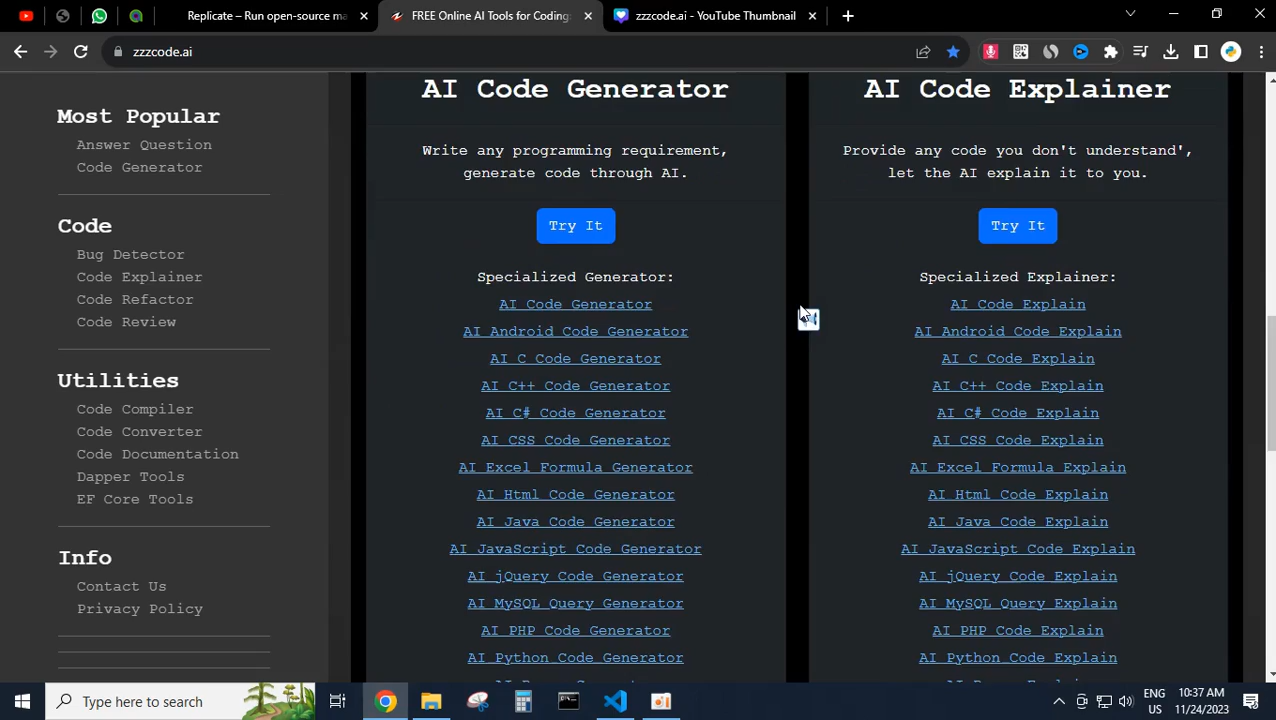 Replicate – Run open-source ma
FREE Online AI Tools for Coding
zzzcode.ai - YouTube Thumbnail
zzzcode.ai
Most Popular
Answer Question
Code Generator
Code
Bug Detector
Code Explainer
Code Refactor
Code Review
Utilities
Code Compiler
Code Converter
Code Documentation
Dapper Tools
EF Core Tools
Info
Contact Us
Privacy Policy
AI Code Generator
Write any programming requirement,
generate code through AI.
Try It
Specialized Generator:
AI Code Generator
AI Android Code Generator
AI C Code Generator
AI C++ Code Generator
AI C# Code Generator
AI CSS Code Generator
AI Excel Formula Generator
AI Html Code Generator
AI Java Code Generator
AI JavaScript Code Generator
AI jQuery Code Generator
AI MySQL Query Generator
AI PHP Code Generator
AI Python Code Generator
AI Code Explainer
Provide any code you don't understand',
let the AI explain it to you.
Try It
Specialized Explainer:
AI Code Explain
AI Android Code Explain
AI C Code Explain
AI C++ Code Explain
AI C# Code Explain
AI CSS Code Explain
AI Excel Formula Explain
AI Html Code Explain
AI Java Code Explain
AI JavaScript Code Explain
AI jQuery Code Explain
AI MySQL Query Explain
AI PHP Code Explain
AI Python Code Explain
Type here to search
ENG
US
10:37 AM
11/24/2023